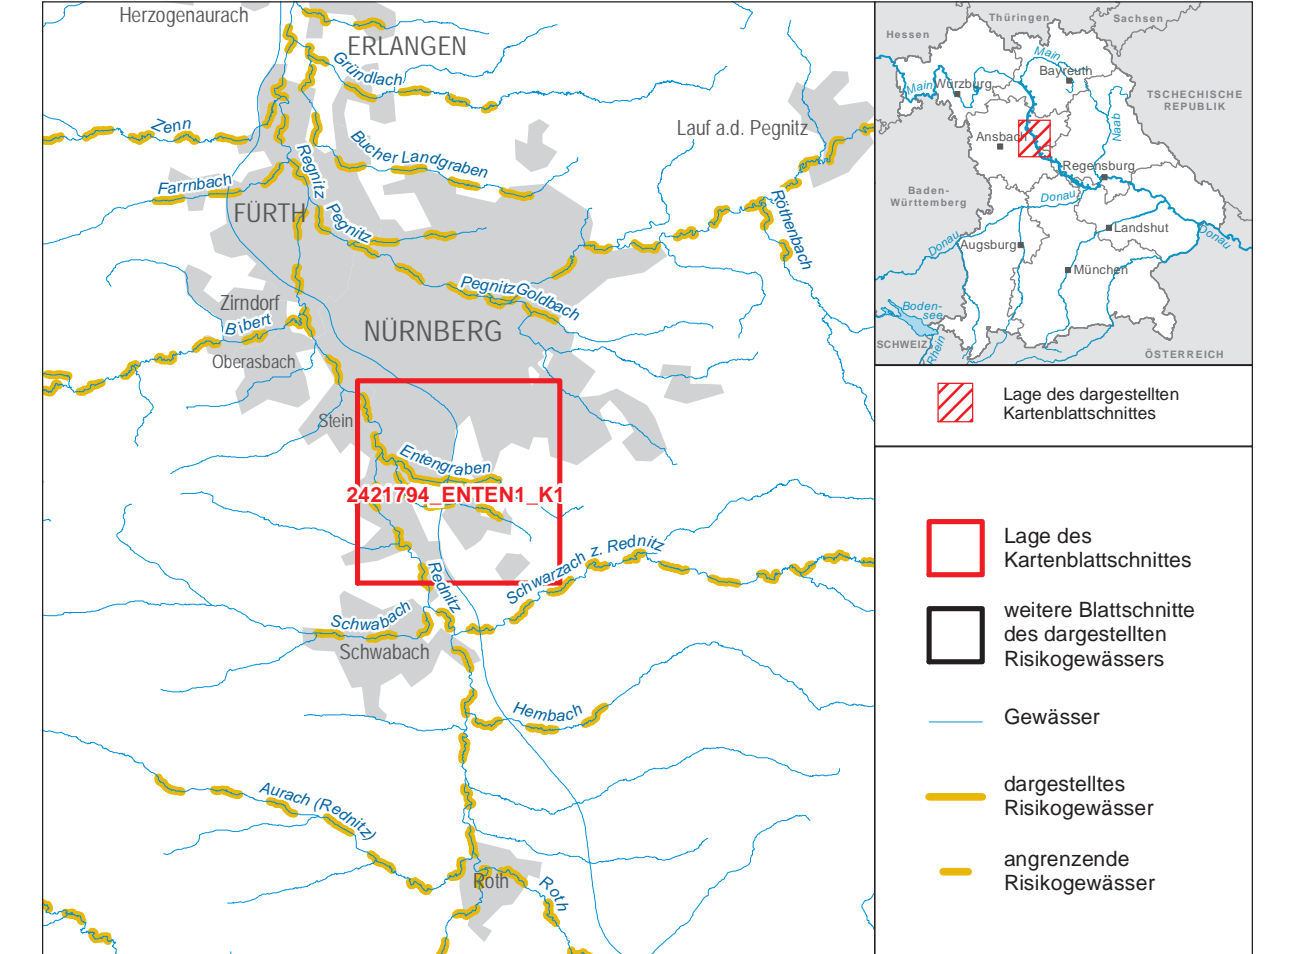 Herzogenaurach
ERLANGEN
Gründlach
Zenn
Lauf a.d. Pegnitz
Bucher Landgraben
Regnitz
Farrnbach
FÜRTH
Pegnitz
Röthenbach
Pegnitz
Goldbach
Zirndorf
Bibert
NÜRNBERG
Oberasbach
Stein
Entengraben
2421794_ENTEN1_K1
Schwarzach z. Rednitz
Rednitz
Schwabach
Schwabach
Hembach
Aurach (Rednitz)
Roth
Roth
Thüringen
Sachsen
Hessen
Main
Bayreuth
Main
Würzburg
TSCHECHISCHE
REPUBLIK
Naab
Ansbach
Regensburg
Baden-
Württemberg
Donau
Landshut
Donau
Donau
Augsburg
München
Boden-
see
SCHWEIZ
Rhein
ÖSTERREICH
Lage des dargestellten
Kartenblattschnittes
Lage des
Kartenblattschnittes
weitere Blattschnitte
des dargestellten
Risikogewässers
Gewässer
dargestelltes
Risikogewässer
angrenzende
Risikogewässer